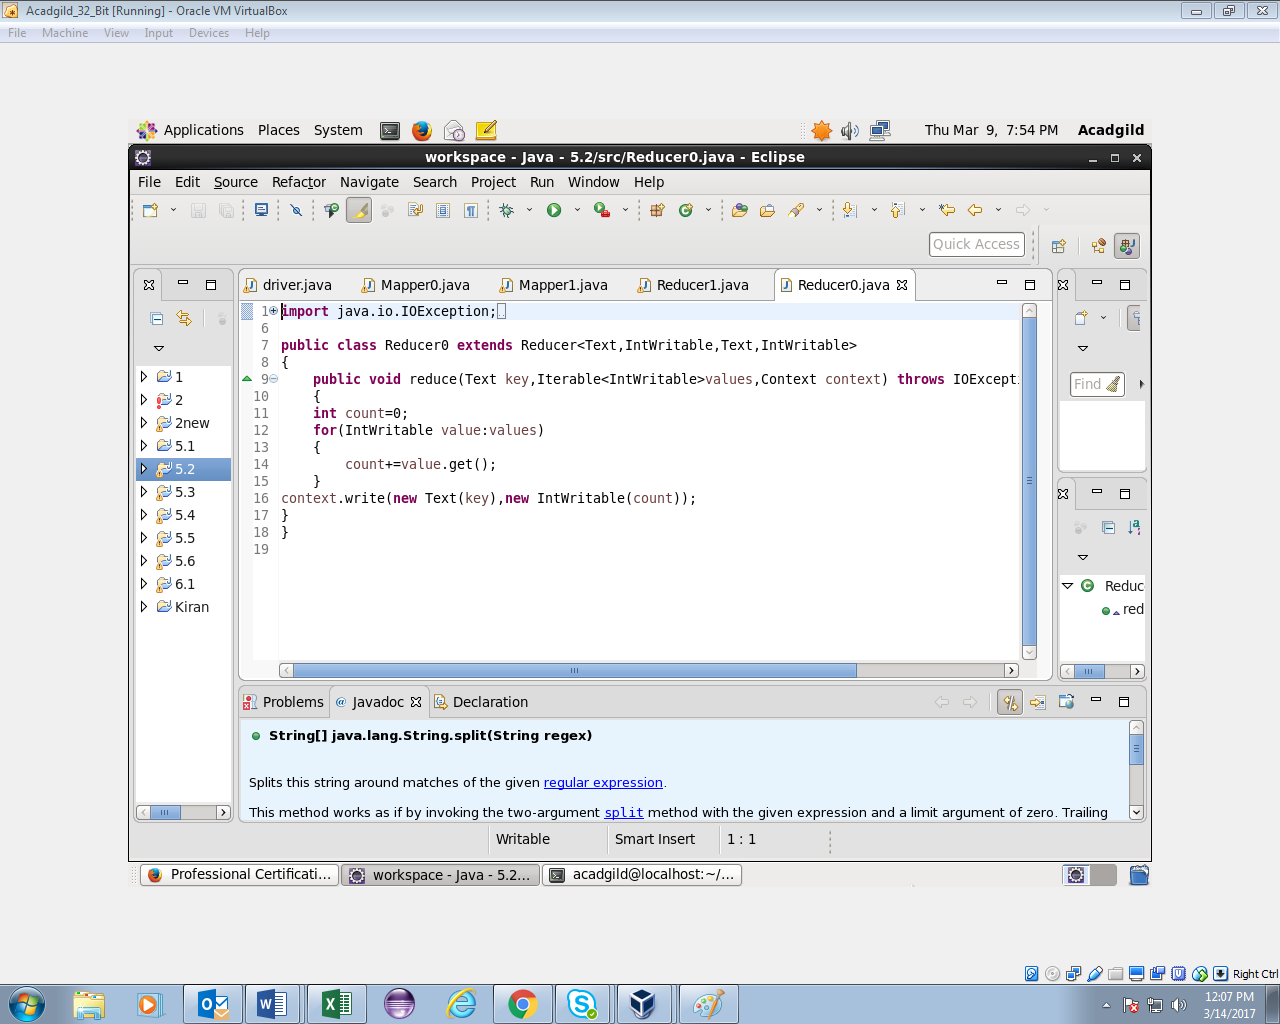 Acadgild_32_Bit [Running] - Oracle VM VirtualBox
File Machine View Input Devices Help
Applications Places System Thu Mar 9, 7:54 PM Acadgild
workspace - Java - 5.2/src/Reducer0.java - Eclipse
File Edit Source Refactor Navigate Search Project Run Window Help
Quick Access
driver.java Mapper0.java Mapper1.java Reducer1.java Reducer0.java
1 import java.io.IOException;
6
7 public class Reducer0 extends Reducer<Text,IntWritable,Text,IntWritable>
8 {
9 public void reduce(Text key,Iterable<IntWritable>values,Context context) throws IOExcepti
10 {
11 int count=0;
12 for(IntWritable value:values)
13 {
14 count+=value.get();
15 }
16 context.write(new Text(key),new IntWritable(count));
17 }
18 }
19
1
2
2new
5.1
5.2
5.3
5.4
5.5
5.6
6.1
Kiran
Find
Reduc
red
Problems Javadoc Declaration
String[] java.lang.String.split(String regex)
Splits this string around matches of the given regular expression.
This method works as if by invoking the two-argument split method with the given expression and a limit argument of zero. Trailing
Writable Smart Insert 1 : 1
Professional Certificati... workspace - Java - 5.2... acadgild@localhost:~/...
Right Ctrl
12:07 PM
3/14/2017